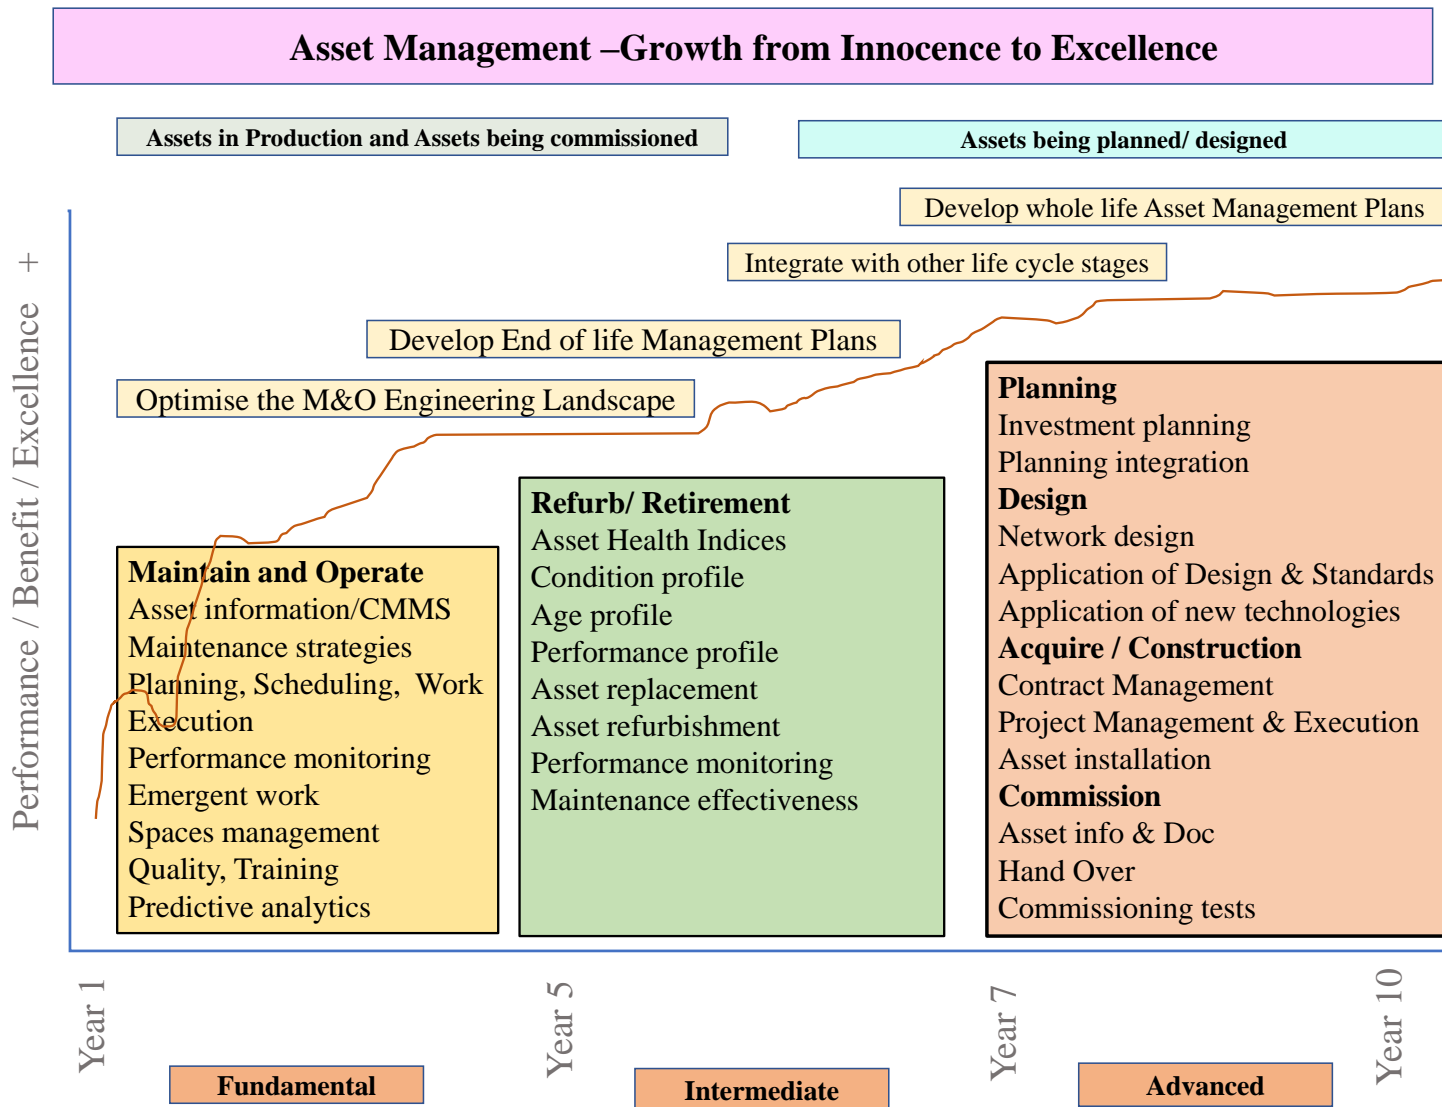 Asset Management –Growth from Innocence to Excellence
Assets in Production and Assets being commissioned
Assets being planned/ designed
Develop whole life Asset Management Plans
Integrate with other life cycle stages
Develop End of life Management Plans
Optimise the M&O Engineering Landscape
Performance / Benefit / Excellence +
Maintain and Operate
Asset information/CMMS
Maintenance strategies
Planning, Scheduling, Work
Execution
Performance monitoring
Emergent work
Spaces management
Quality, Training
Predictive analytics
Refurb/ Retirement
Asset Health Indices
Condition profile
Age profile
Performance profile
Asset replacement
Asset refurbishment
Performance monitoring
Maintenance effectiveness
Planning
Investment planning
Planning integration
Design
Network design
Application of Design & Standards
Application of new technologies
Acquire / Construction
Contract Management
Project Management & Execution
Asset installation
Commission
Asset info & Doc
Hand Over
Commissioning tests
Year 1
Year 5
Year 7
Year 10
Fundamental
Intermediate
Advanced